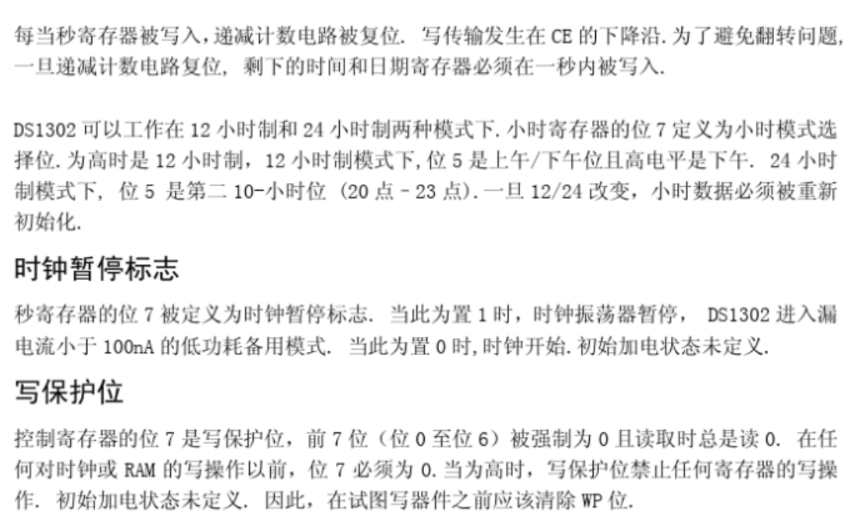 每当秒寄存器被写入,递减计数电路被复位. 写传输发生在 CE 的下降沿.为了避免翻转问题,
一旦递减计数电路复位, 剩下的时间和日期寄存器必须在一秒内被写入.
DS1302 可以工作在 12 小时制和 24 小时制两种模式下.小时寄存器的位 7 定义为小时模式选
择位.为高时是 12 小时制，12 小时制模式下,位 5 是上午/下午位且高电平是下午. 24 小时
制模式下, 位 5 是第二 10-小时位 (20 点–23 点).一旦 12/24 改变，小时数据必须被重新
初始化.
时钟暂停标志
秒寄存器的位 7 被定义为时钟暂停标志. 当此为置 1 时，时钟振荡器暂停， DS1302 进入漏
电流小于 100nA 的低功耗备用模式. 当此为置 0 时,时钟开始.初始加电状态未定义.
写保护位
控制寄存器的位 7 是写保护位，前 7 位（位 0 至位 6）被强制为 0 且读取时总是读 0. 在任
何对时钟或 RAM 的写操作以前，位 7 必须为 0.当为高时，写保护位禁止任何寄存器的写操
作. 初始加电状态未定义. 因此，在试图写器件之前应该清除 WP 位.